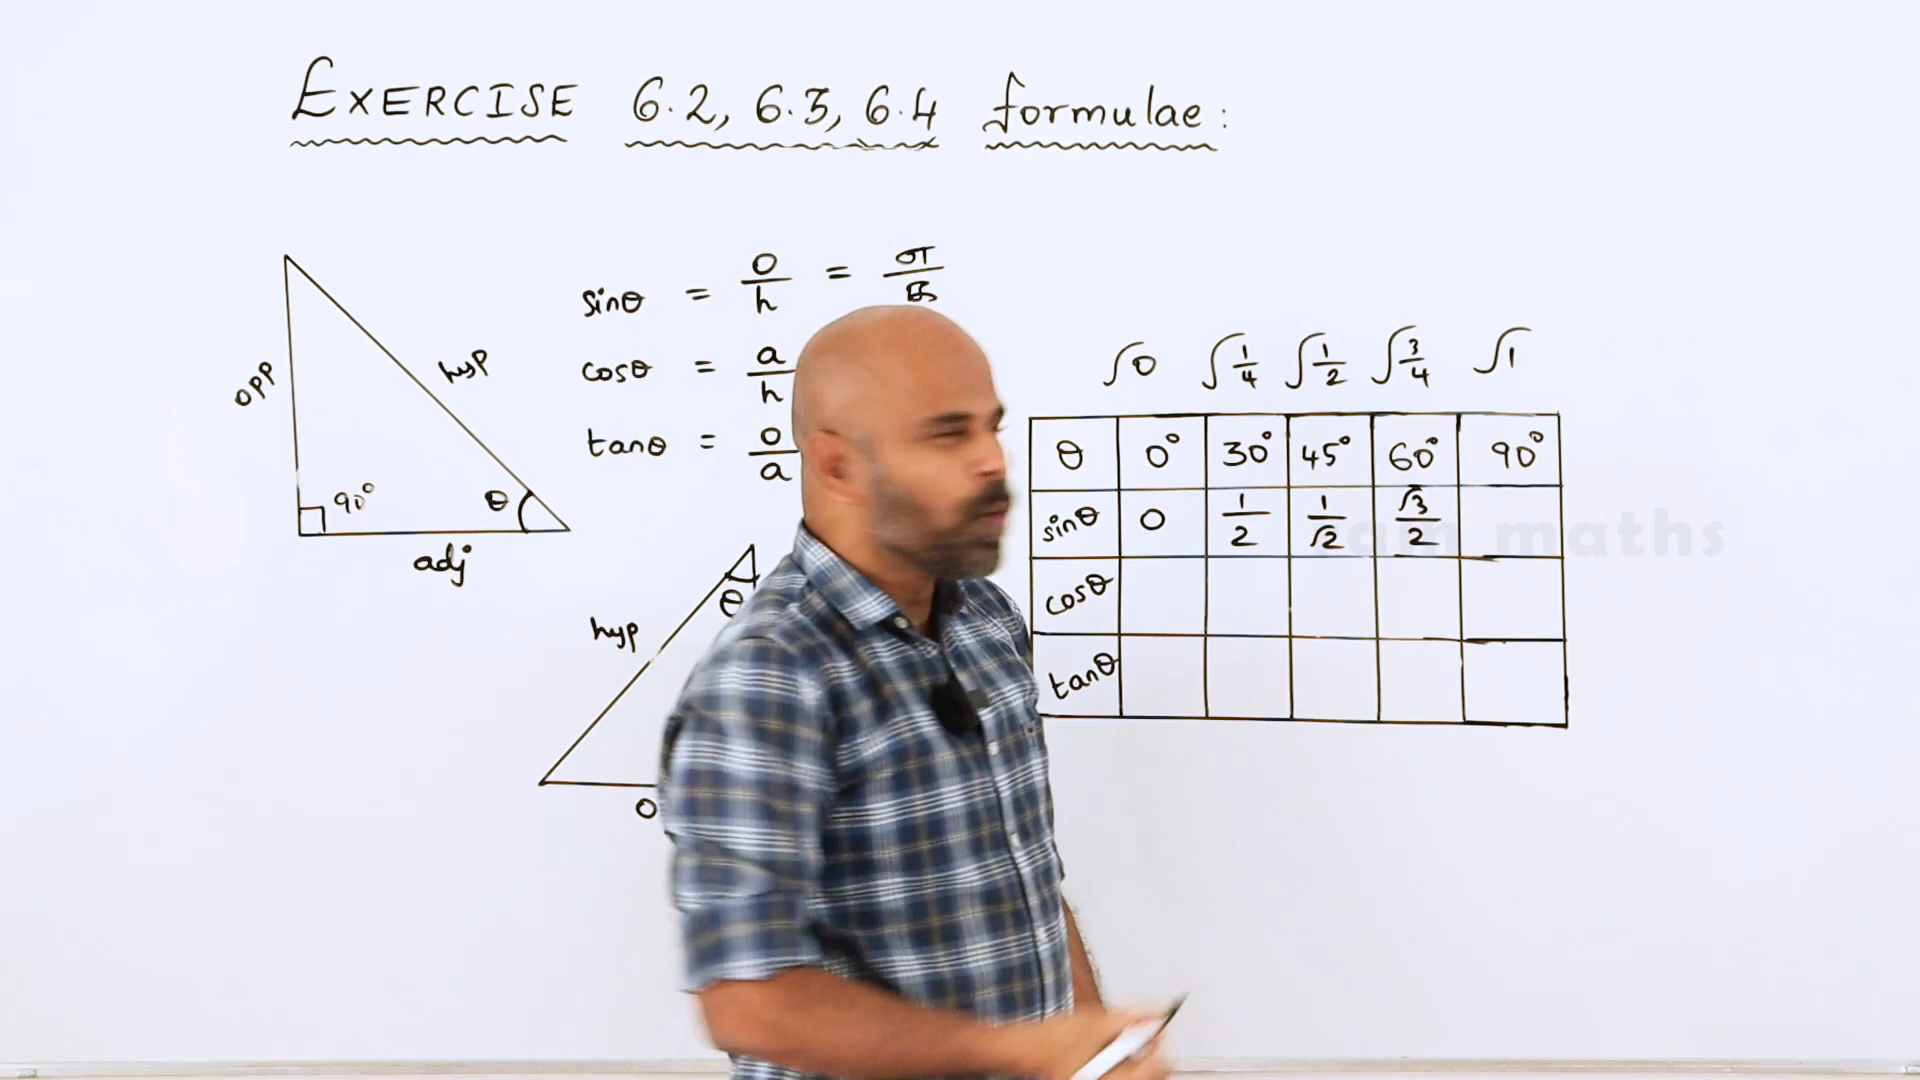 EXERCISE 6.2, 6.3, 6.4 formulae:
opp
hyp
90°
θ
adj
sinθ = o/h =
cosθ = a/h
tanθ = o/a
θ
hyp
o
√0 √1/4 √1/2 √3/4 √1
θ 0° 30° 45° 60° 90°
sinθ 0 1/2 1/√2 √3/2
cosθ
tanθ
am maths